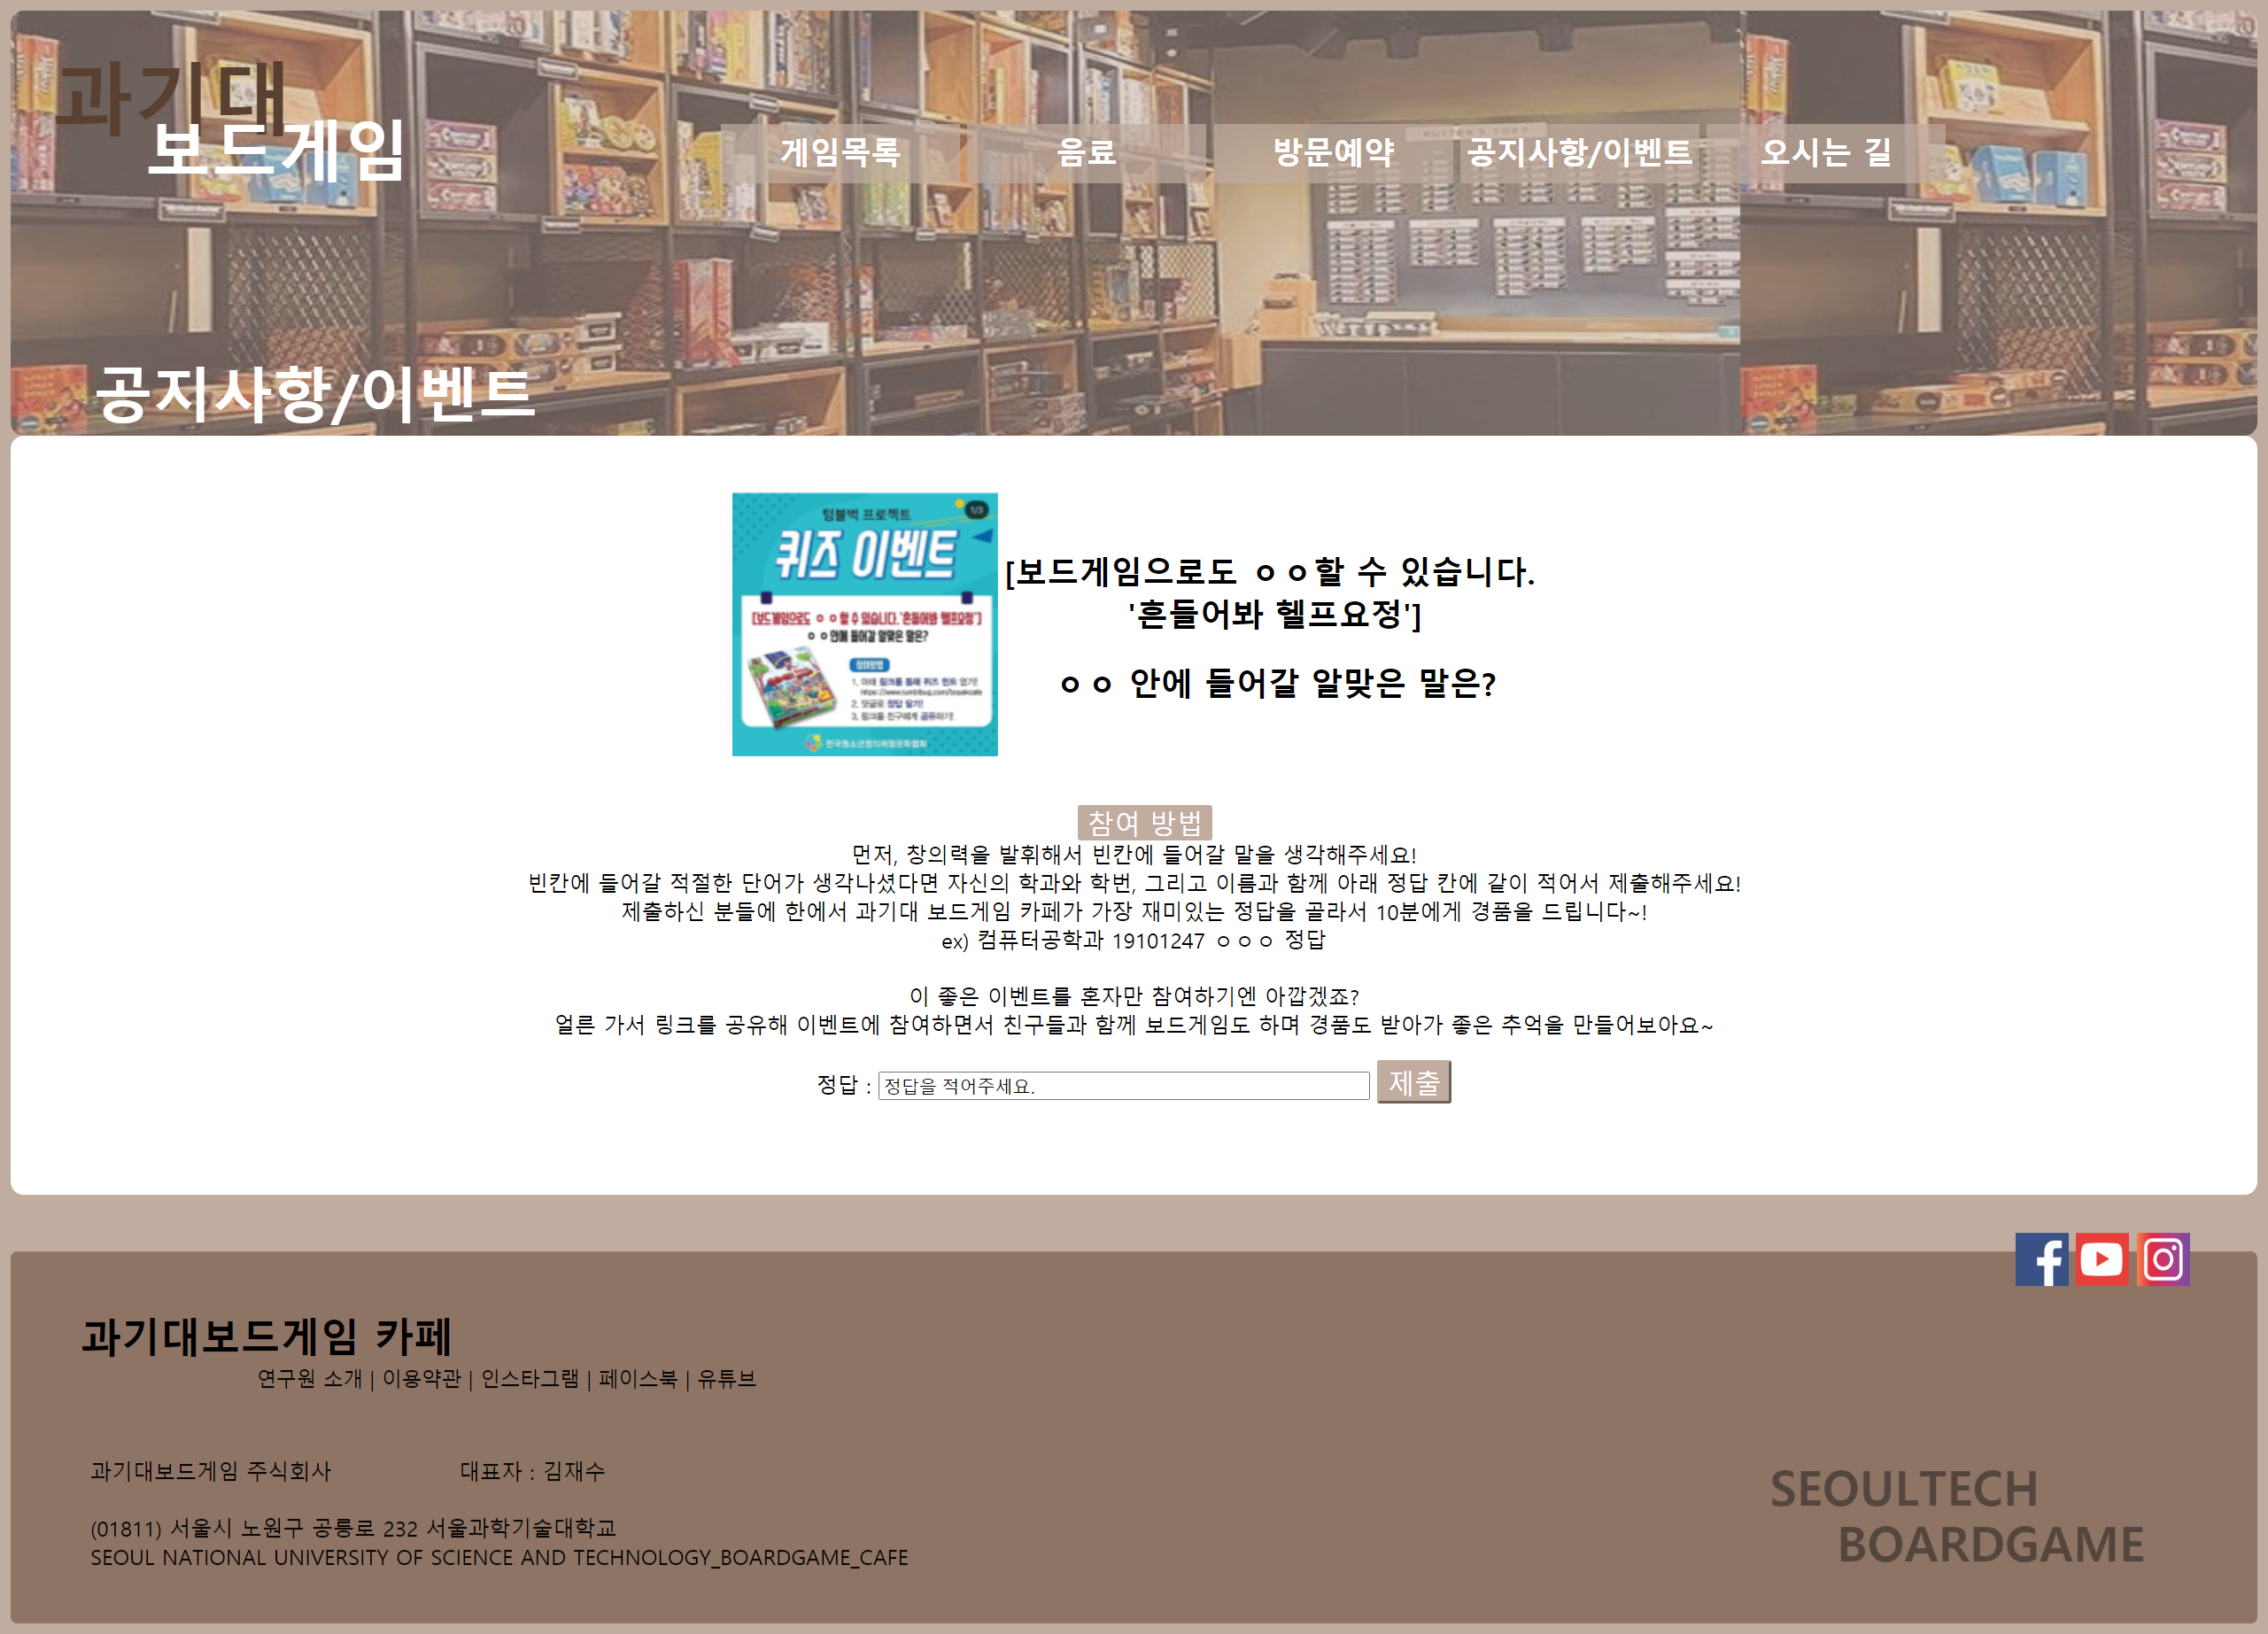 과기대
보드게임
게임목록
음료
방문예약
공지사항/이벤트
오시는 길
공지사항/이벤트
텀블벅 프로젝트
1/3
퀴즈 이벤트
[보드게임으로도 ㅇㅇ할 수 있습니다.'흔들어봐 헬프요정']
ㅇㅇ 안에 들어갈 알맞은 말은?
참여방법
1. 아래 링크를 통해 퀴즈 힌트 얻기!
2. 댓글로 정답 달기!
3. 링크를 친구에게 공유하기!
[보드게임으로도 ㅇㅇ할 수 있습니다.
'흔들어봐 헬프요정']
ㅇㅇ 안에 들어갈 알맞은 말은?
참여 방법
먼저, 창의력을 발휘해서 빈칸에 들어갈 말을 생각해주세요!
빈칸에 들어갈 적절한 단어가 생각나셨다면 자신의 학과와 학번, 그리고 이름과 함께 아래 정답 칸에 같이 적어서 제출해주세요!
제출하신 분들에 한에서 과기대 보드게임 카페가 가장 재미있는 정답을 골라서 10분에게 경품을 드립니다~!
ex) 컴퓨터공학과 19101247 ㅇㅇㅇ 정답
이 좋은 이벤트를 혼자만 참여하기엔 아깝겠죠?
얼른 가서 링크를 공유해 이벤트에 참여하면서 친구들과 함께 보드게임도 하며 경품도 받아가 좋은 추억을 만들어보아요~
정답 : 정답을 적어주세요. 제출
과기대보드게임 카페
연구원 소개 | 이용약관 | 인스타그램 | 페이스북 | 유튜브
과기대보드게임 주식회사 대표자 : 김재수
(01811) 서울시 노원구 공릉로 232 서울과학기술대학교
SEOUL NATIONAL UNIVERSITY OF SCIENCE AND TECHNOLOGY_BOARDGAME_CAFE
SEOULTECH
BOARDGAME